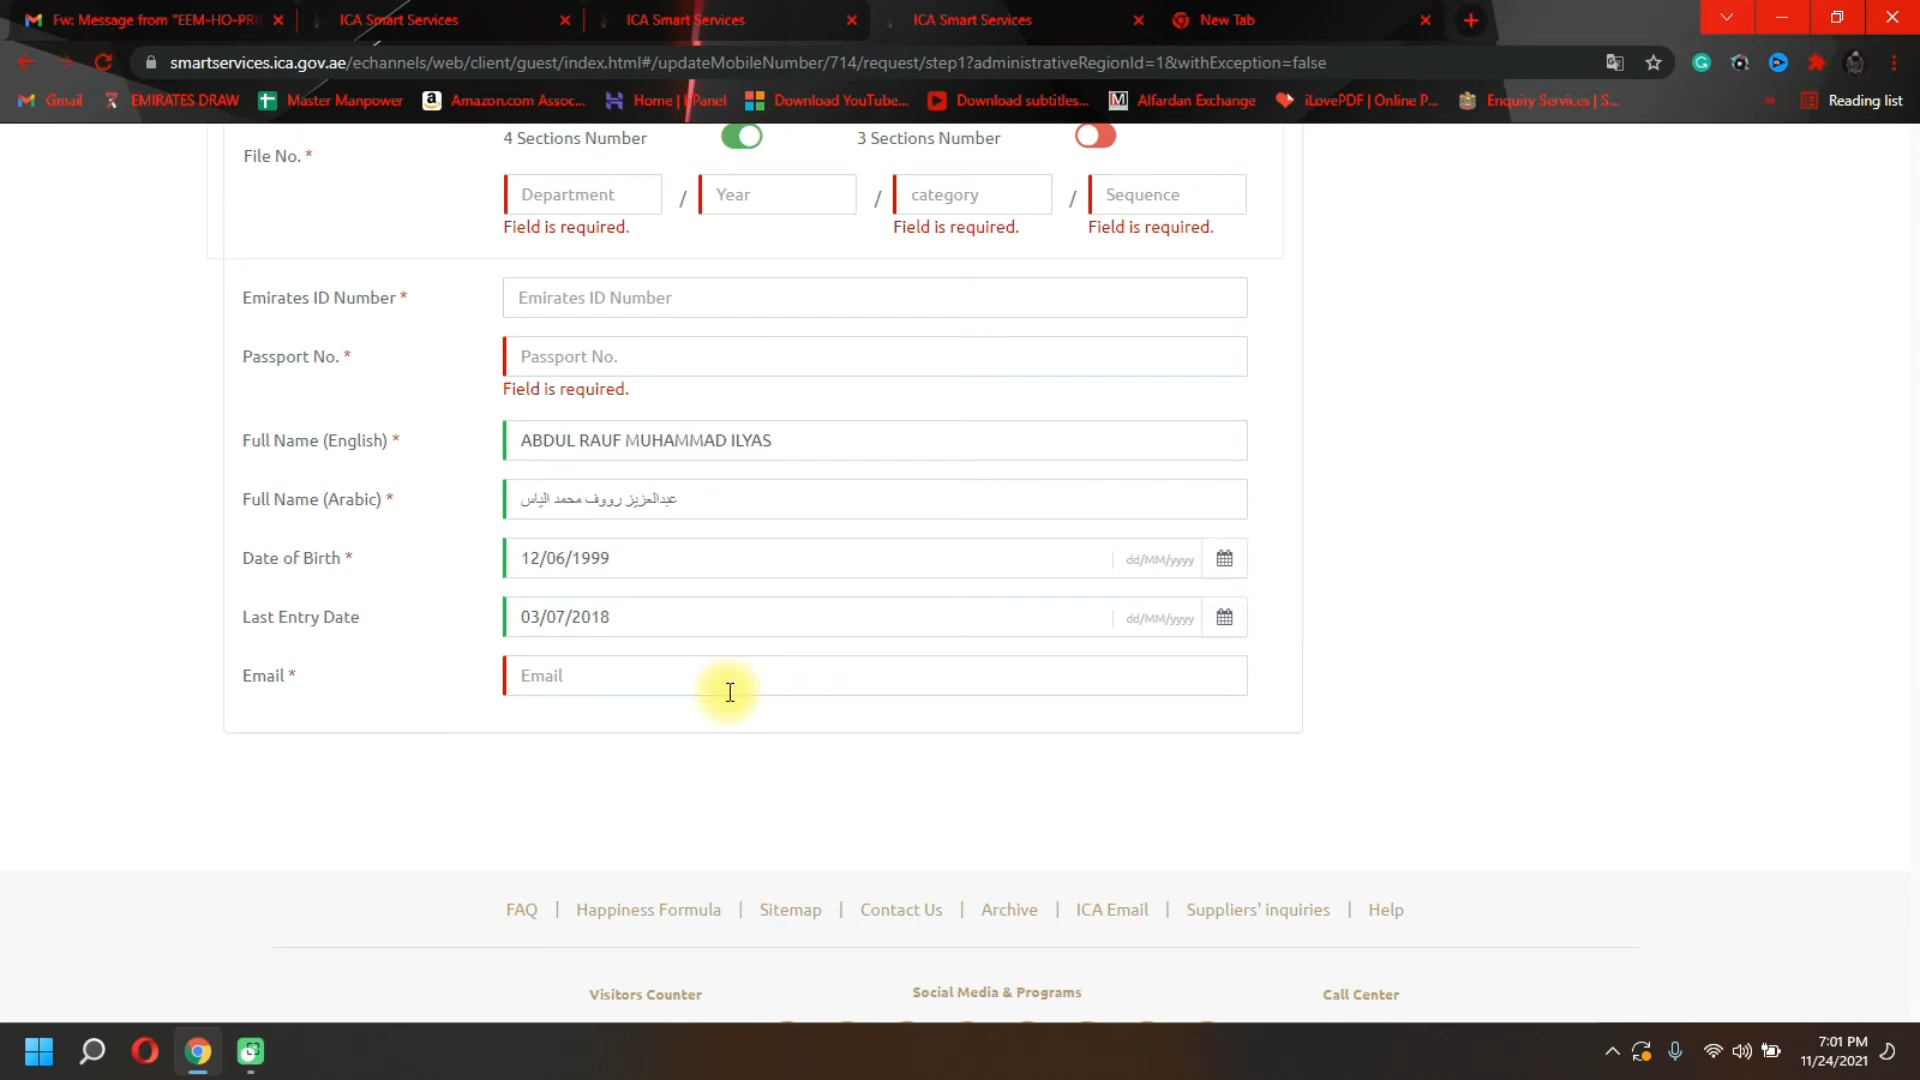 Fw: Message from "EEM-HO-PRI
ICA Smart Services
ICA Smart Services
ICA Smart Services
New Tab
smartservices.ica.gov.ae/echannels/web/client/guest/index.html#/updateMobileNumber/714/request/step1?administrativeRegionId=1&withException=false
Gmail
EMIRATES DRAW
Master Manpower
Amazon.com Assoc...
Home | hPanel
Download YouTube...
Download subtitles...
Alfardan Exchange
iLovePDF | Online P...
Enquiry Services | S...
Reading list
4 Sections Number
3 Sections Number
File No. *
Department / Year / category / Sequence
Field is required.
Field is required.
Field is required.
Emirates ID Number *
Emirates ID Number
Passport No. *
Passport No.
Field is required.
Full Name (English) *
ABDUL RAUF MUHAMMAD ILYAS
Full Name (Arabic) *
عبدالعزيز رووف محمد الياس
Date of Birth *
12/06/1999
dd/MM/yyyy
Last Entry Date
03/07/2018
dd/MM/yyyy
Email *
Email
FAQ | Happiness Formula | Sitemap | Contact Us | Archive | ICA Email | Suppliers' inquiries | Help
Visitors Counter
Social Media & Programs
Call Center
7:01 PM
11/24/2021